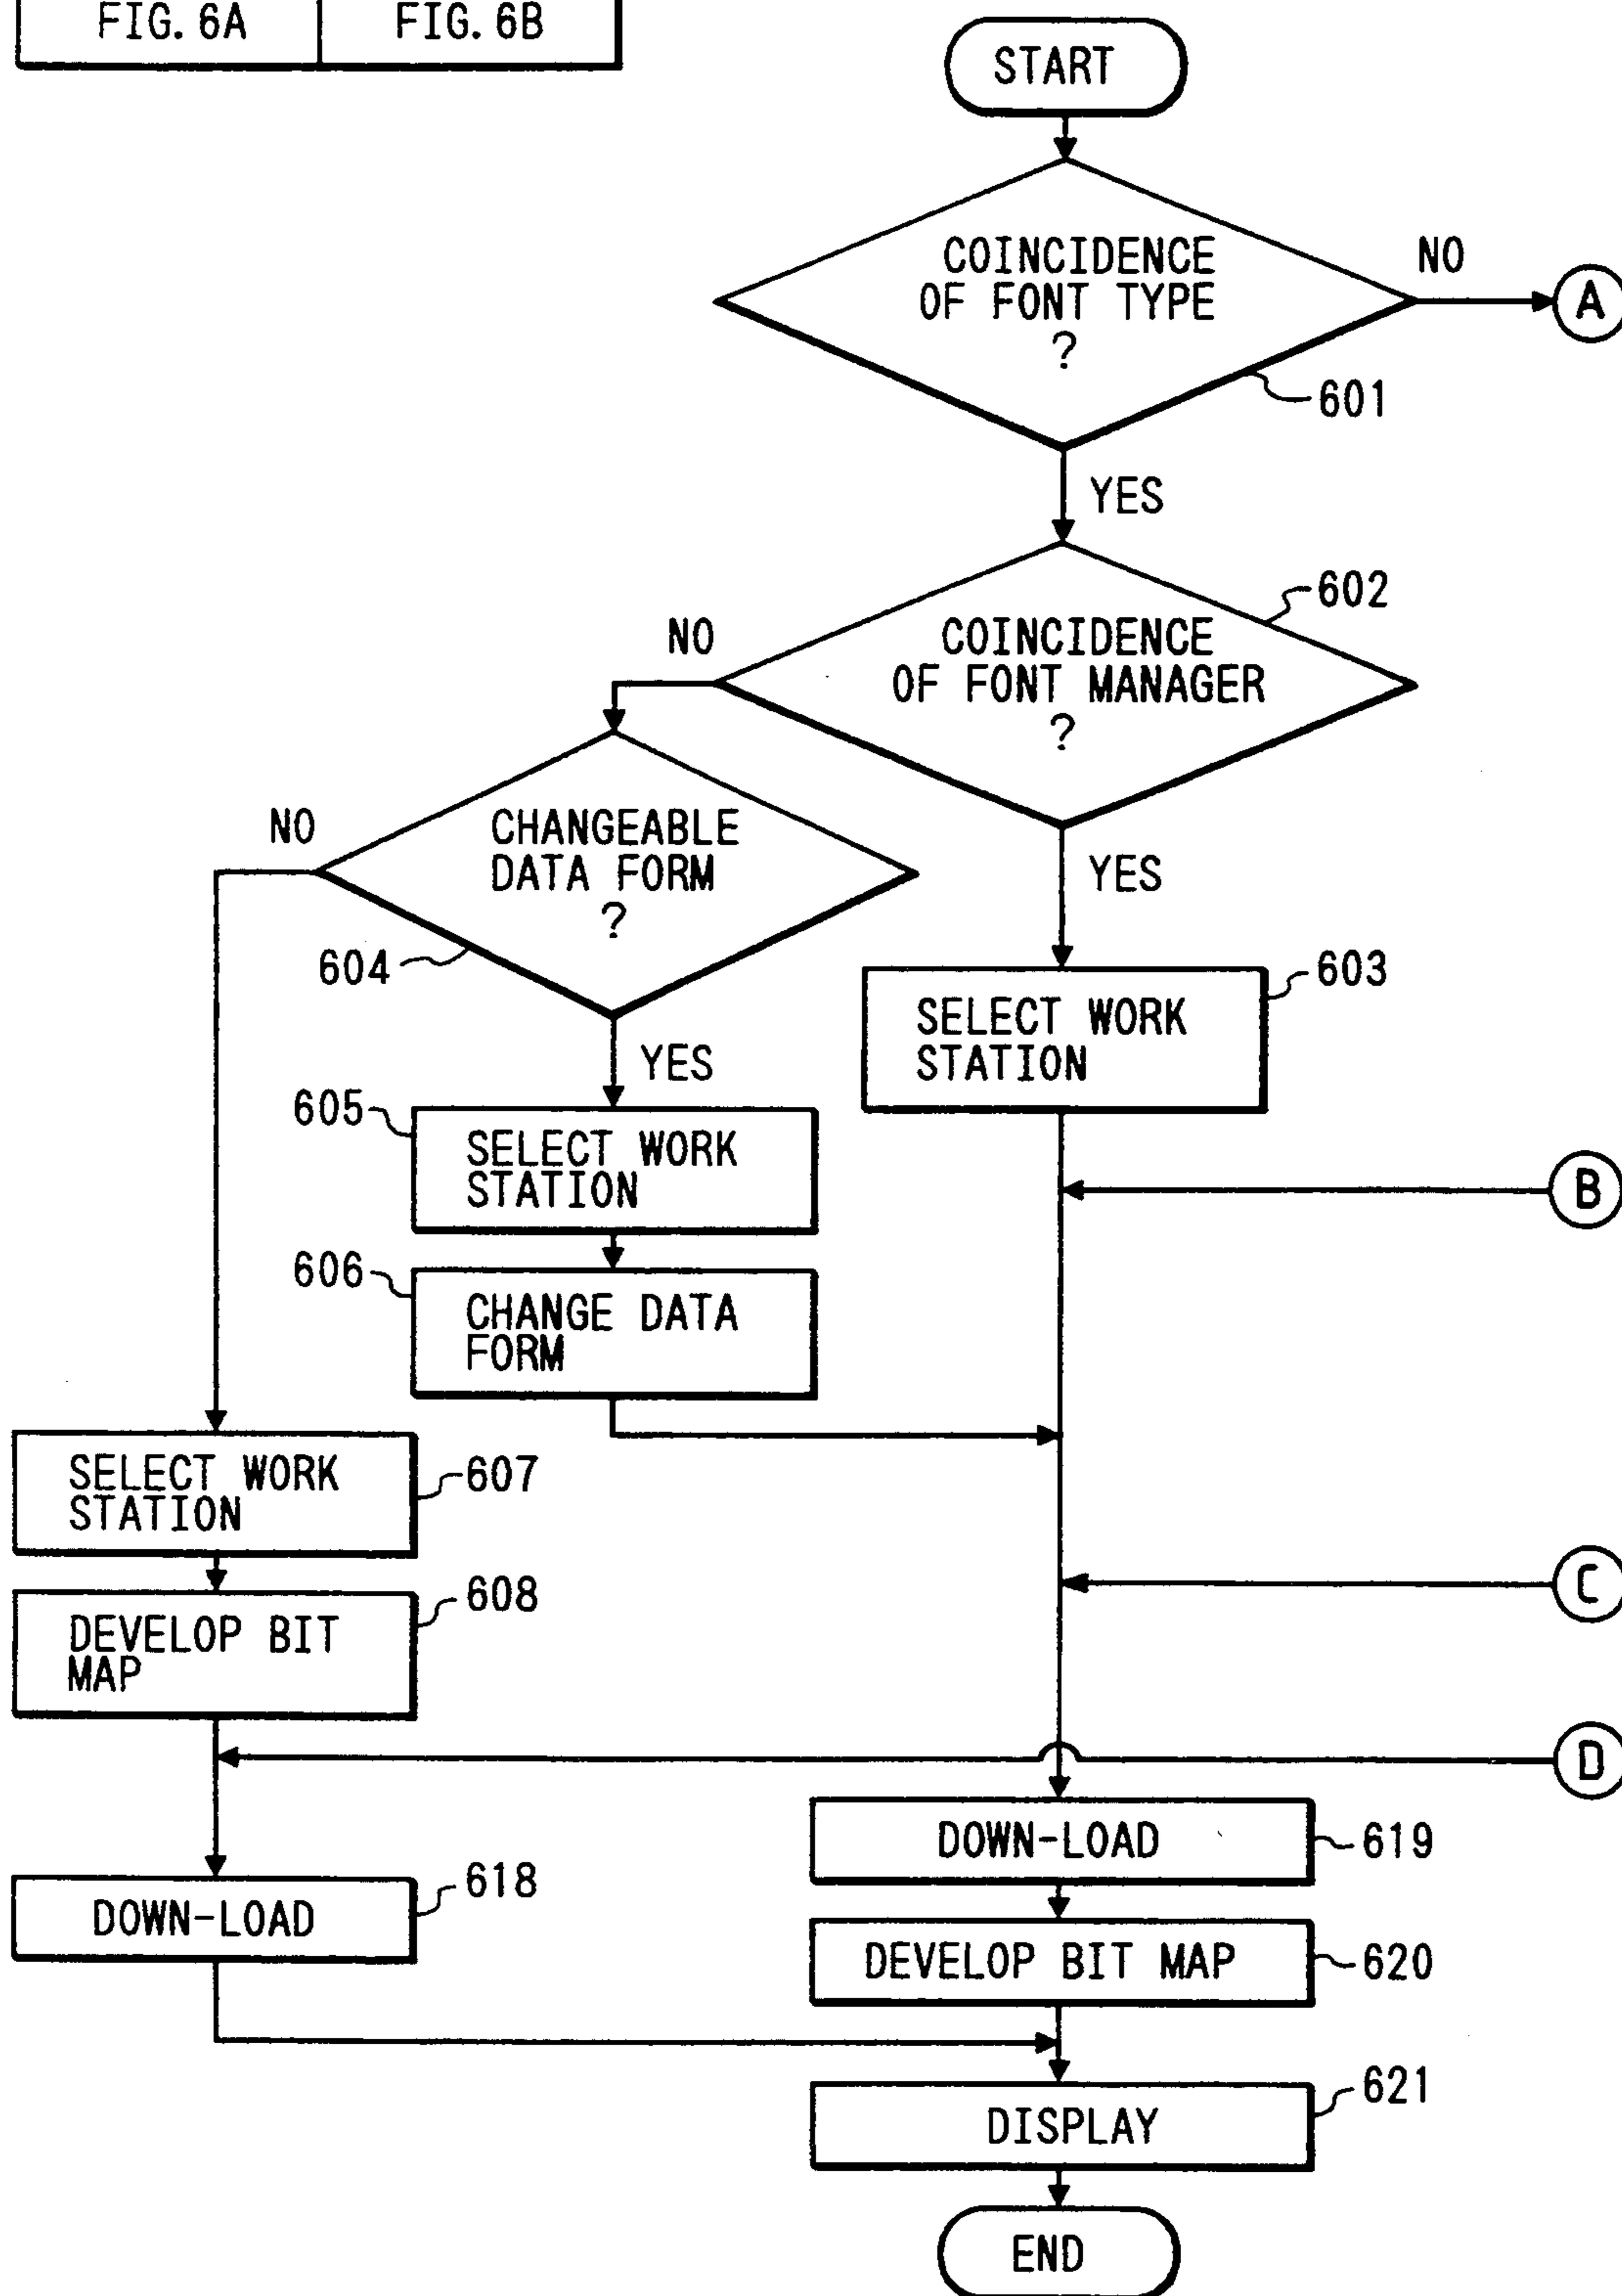 FIG. 6A
FIG. 6B
START
COINCIDENCE
OF FONT TYPE
?
NO
A
601
YES
602
COINCIDENCE
OF FONT MANAGER
?
NO
CHANGEABLE
DATA FORM
?
NO
604
YES
603
SELECT WORK
STATION
YES
605
SELECT WORK
STATION
B
606
CHANGE DATA
FORM
SELECT WORK
STATION
607
C
608
DEVELOP BIT
MAP
D
DOWN-LOAD
619
618
DOWN-LOAD
DEVELOP BIT MAP
620
621
DISPLAY
END